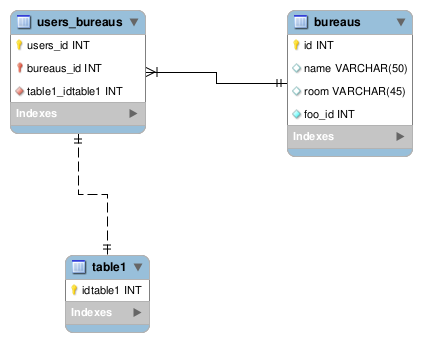 users_bureaus
users_id INT
bureaus_id INT
table1_idtable1 INT
Indexes
bureaus
id INT
name VARCHAR(50)
room VARCHAR(45)
foo_id INT
Indexes
table1
idtable1 INT
Indexes